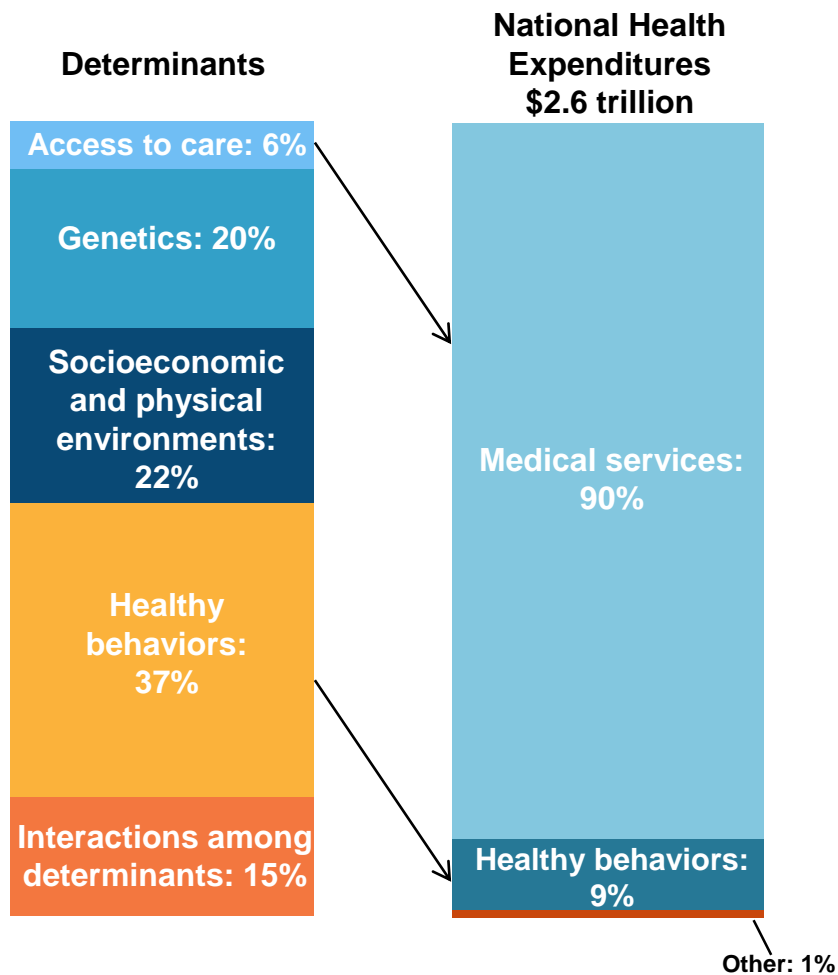 Determinants
National Health
Expenditures
$2.6 trillion
Access to care: 6%
Genetics: 20%
Socioeconomic
and physical
environments:
22%
Healthy
behaviors:
37%
Interactions among
determinants: 15%
Medical services:
90%
Healthy behaviors:
9%
Other: 1%